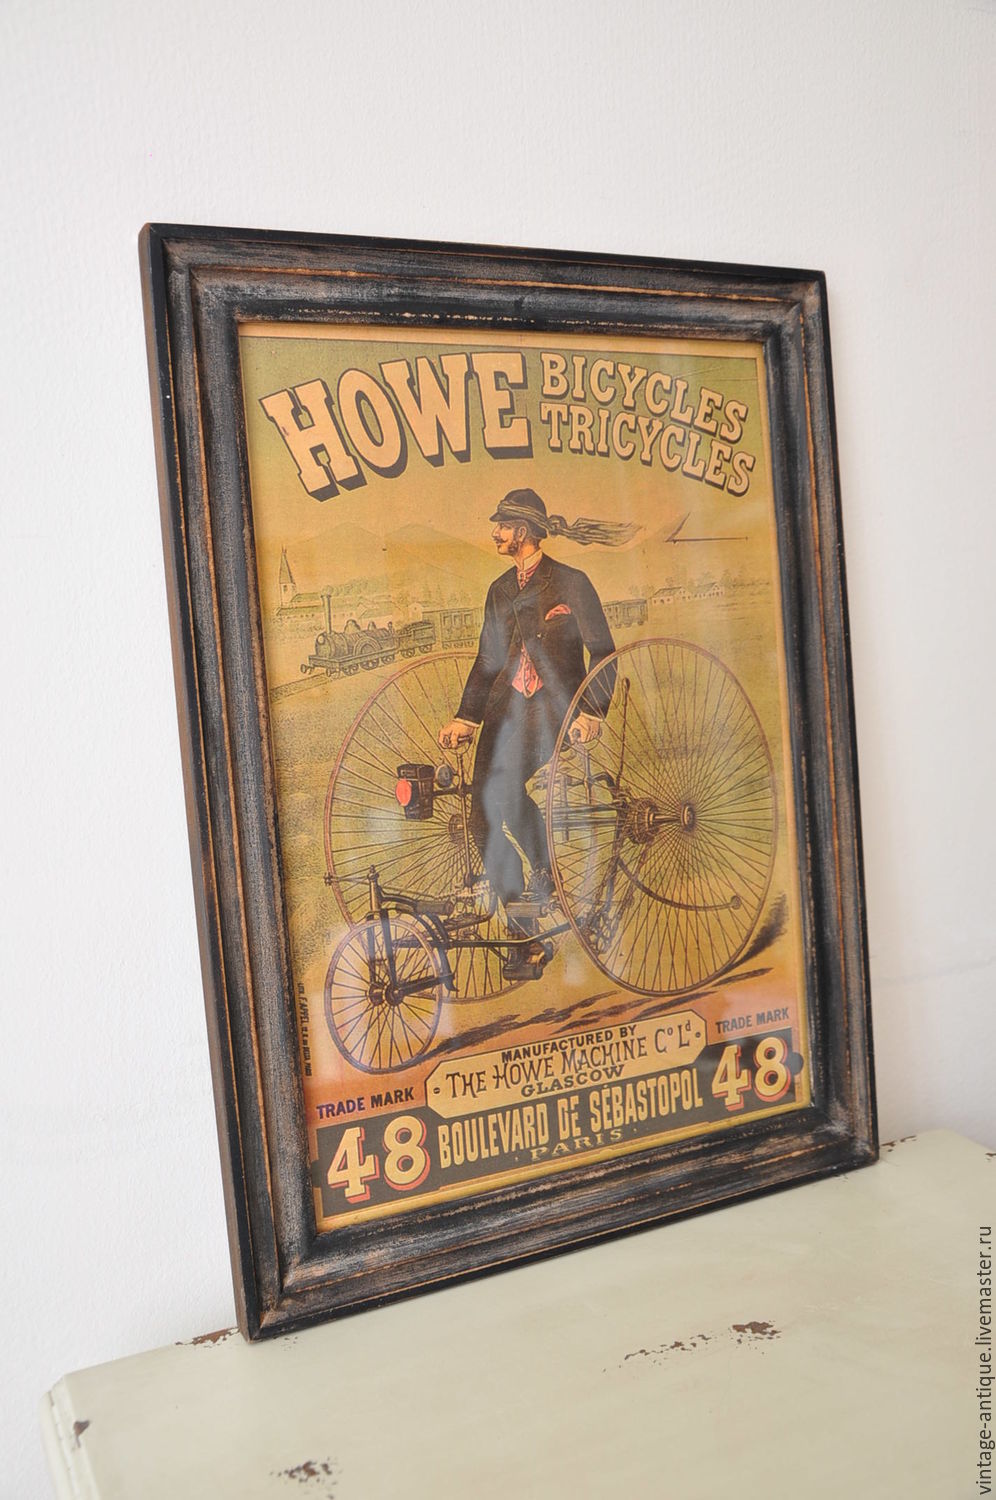 HOWE
BICYCLES
TRICYCLES
MANUFACTURED BY
THE HOWE MACHINE Cº Lᵈ
GLASCOW
TRADE MARK
TRADE MARK
48
BOULEVARD DE SÉBASTOPOL
48
PARIS
vintage-antique.livemaster.ru